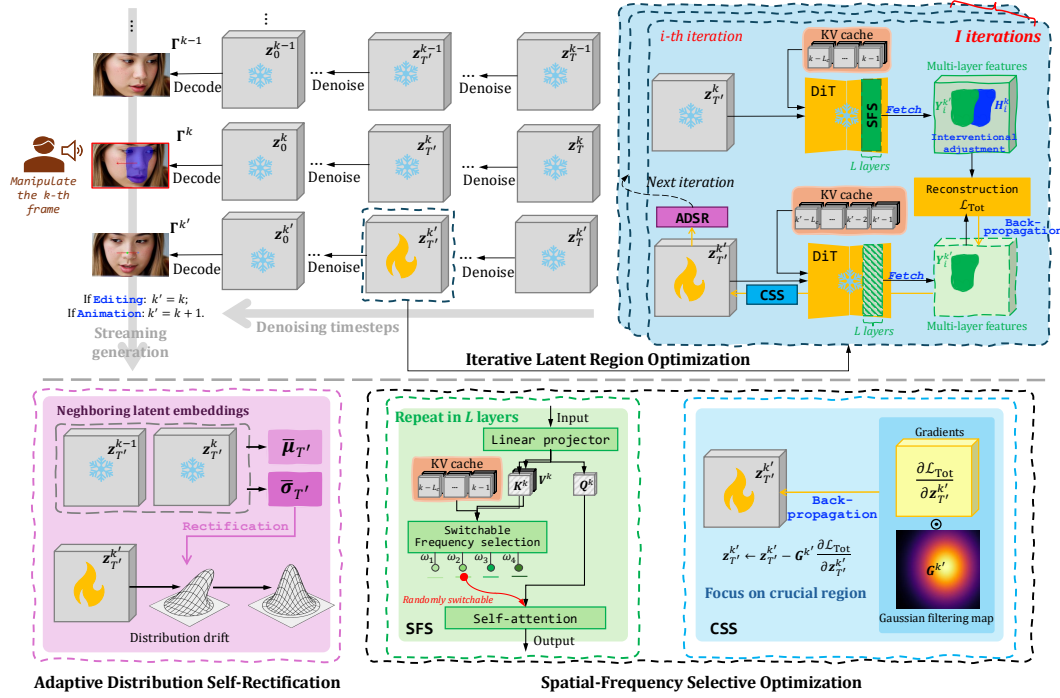 Γ^{k-1}
z_0^{k-1}
z_{T'}^{k-1}
z_T^{k-1}
Decode
... Denoise
... Denoise
Γ^k
z_0^k
z_{T'}^k
z_T^k
Decode
... Denoise
... Denoise
Manipulate
the k-th
frame
Γ^{k'}
z_0^{k'}
z_{T'}^{k'}
z_T^{k'}
Decode
... Denoise
... Denoise
If Editing: k' = k;
If Animation: k' = k + 1.
Streaming
generation
Denoising timesteps
Iterative Latent Region Optimization
i-th iteration
I iterations
KV cache
... k − 1
z_{T'}^k
DiT
SFS
Fetch
L layers
Multi-layer features
Y_i^{k'}
H_i^k
Interventional
adjustment
Next iteration
ADSR
KV cache
... k' − 2 k' − 1
Reconstruction
ℒ_Tot
Back-
propagation
z_{T'}^{k'}
CSS
DiT
Fetch
L layers
Y_i^{k'}
Multi-layer features
Neighboring latent embeddings
z_{T'}^{k-1}
z_{T'}^k
μ̄_{T'}
σ̄_{T'}
Rectification
z_{T'}^{k'}
Distribution drift
Adaptive Distribution Self-Rectification
Repeat in L layers
Input
Linear projector
KV cache
... k − 1
K^k
V^k
Q^k
Switchable
Frequency selection
ω_1 ω_2 ω_3 ω_4
Randomly switchable
Self-attention
SFS
Output
Gradients
z_{T'}^{k'}
∂ℒ_Tot
∂z_{T'}^{k'}
Back-
propagation
⊙
z_{T'}^{k'} ← z_{T'}^{k'} − G^{k'} ∂ℒ_Tot / ∂z_{T'}^{k'}
G^{k'}
Focus on crucial region
Gaussian filtering map
CSS
Spatial-Frequency Selective Optimization